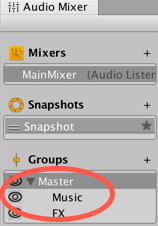 Audio Mixer
Mixers +
MainMixer (Audio Listen
Snapshots +
Snapshot
Groups +
Master
Music
FX